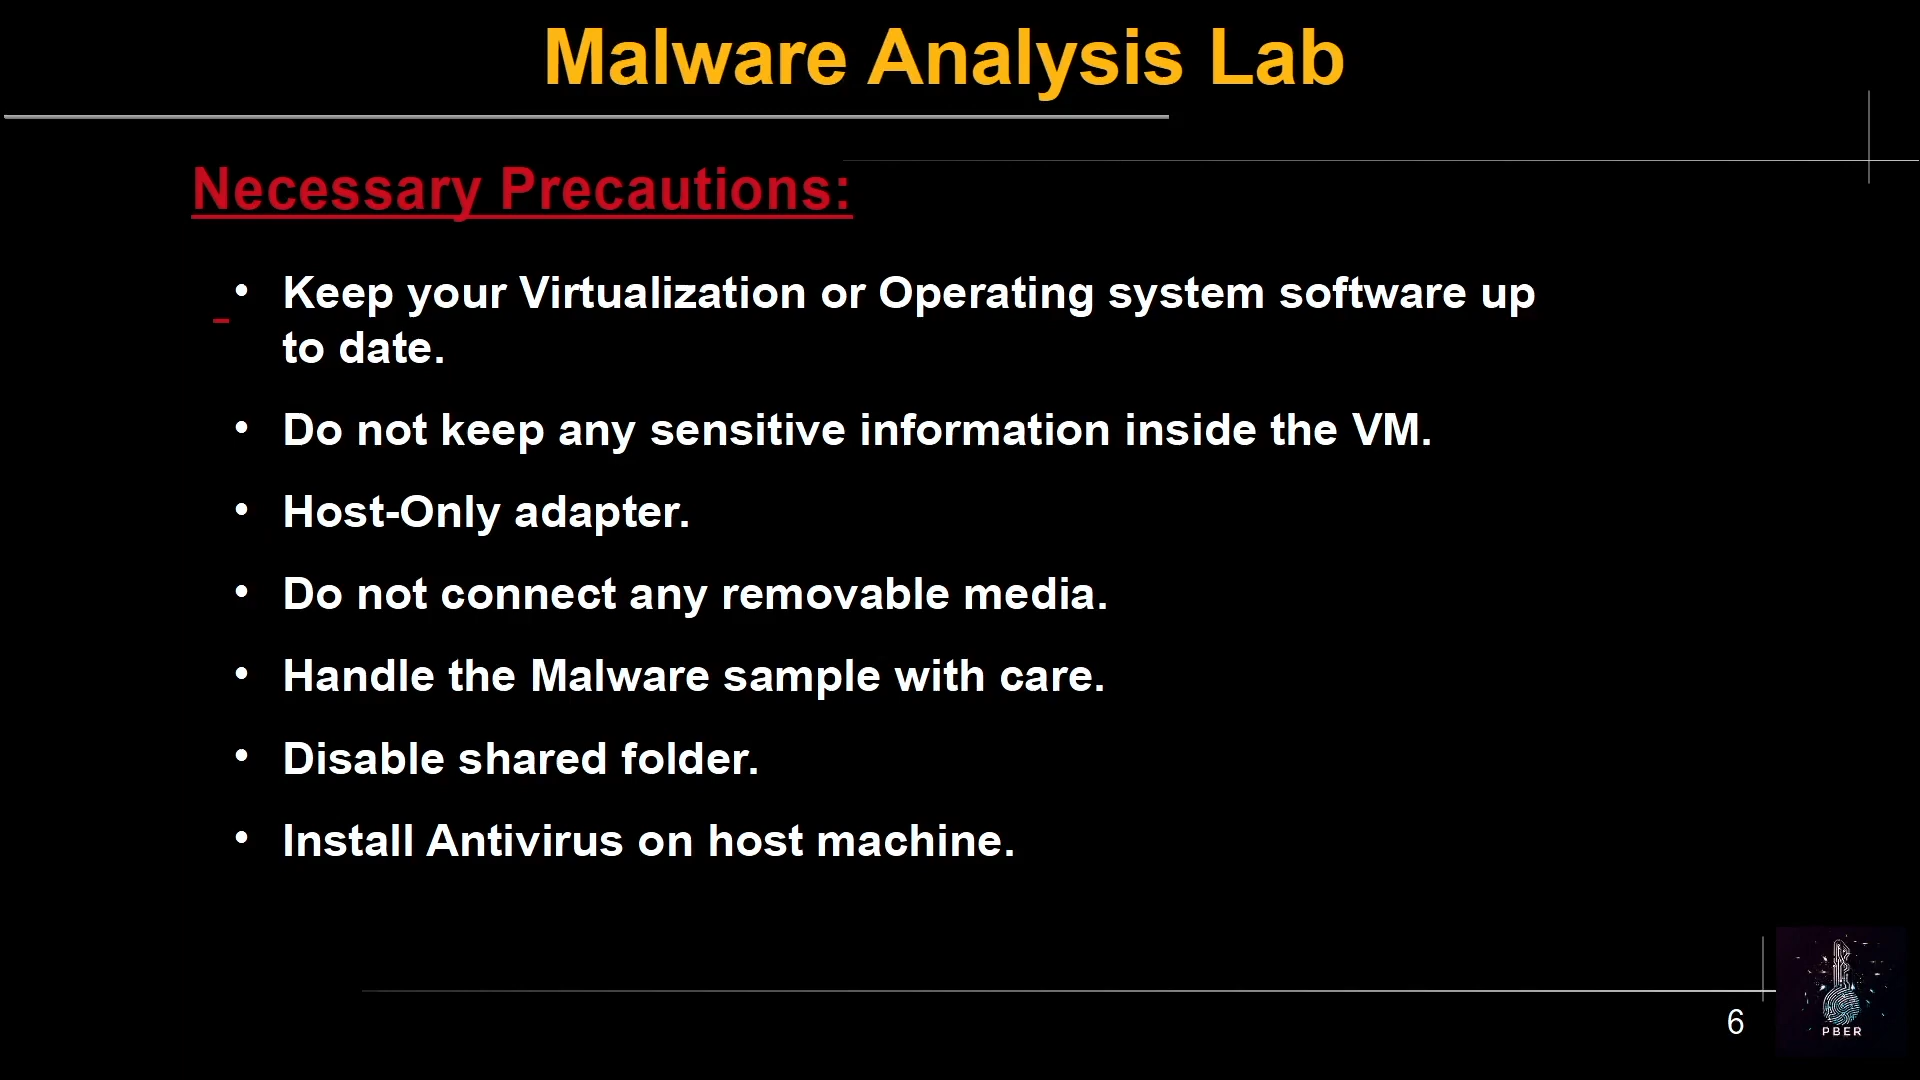 Malware Analysis Lab
Necessary Precautions:
• Keep your Virtualization or Operating system software up
to date.
• Do not keep any sensitive information inside the VM.
• Host-Only adapter.
• Do not connect any removable media.
• Handle the Malware sample with care.
• Disable shared folder.
• Install Antivirus on host machine.
6
PBER